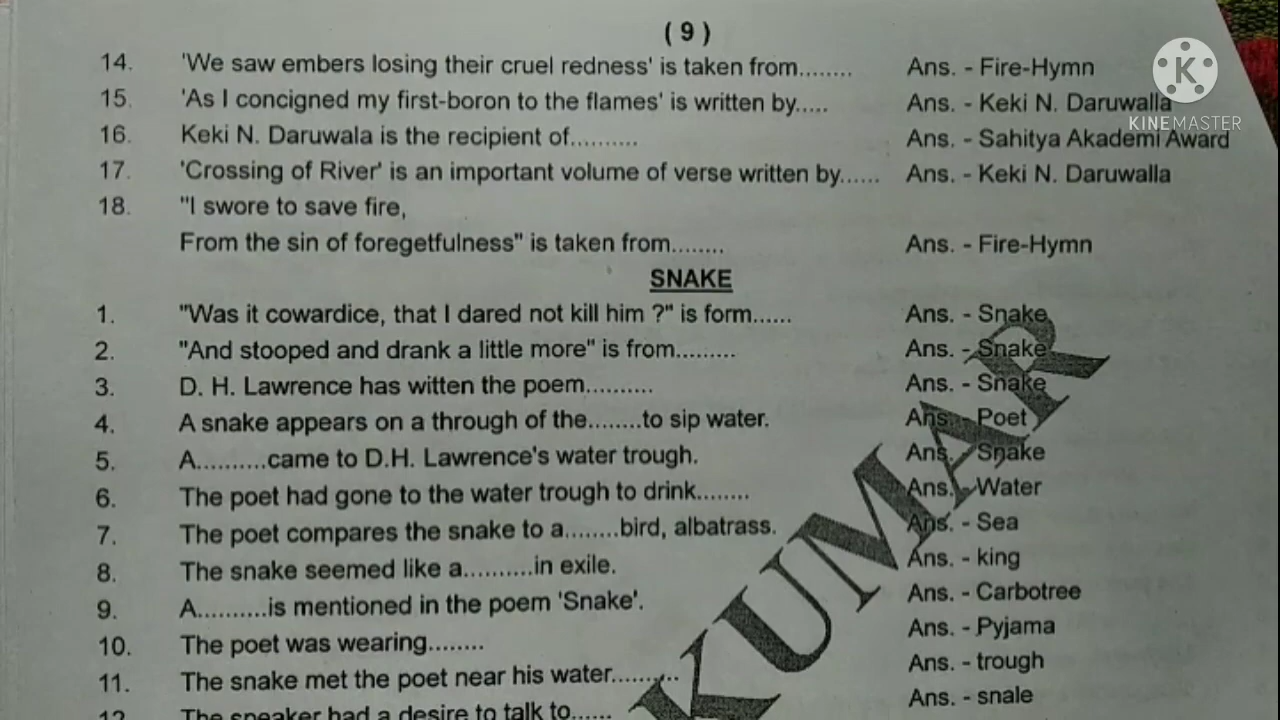 ( 9 )
14. 'We saw embers losing their cruel redness' is taken from........ Ans. - Fire-Hymn
15. 'As I concigned my first-boron to the flames' is written by..... Ans. - Keki N. Daruwalla
16. Keki N. Daruwala is the recipient of.......... Ans. - Sahitya Akademi Award
17. 'Crossing of River' is an important volume of verse written by...... Ans. - Keki N. Daruwalla
18. "I swore to save fire,
From the sin of foregetfulness" is taken from........ Ans. - Fire-Hymn
SNAKE
1. "Was it cowardice, that I dared not kill him ?" is form...... Ans. - Snake
2. "And stooped and drank a little more" is from......... Ans. - Snake
3. D. H. Lawrence has witten the poem.......... Ans. - Snake
4. A snake appears on a through of the........to sip water. Ans. - Poet
5. A..........came to D.H. Lawrence's water trough. Ans. - Snake
6. The poet had gone to the water trough to drink........ Ans. - Water
7. The poet compares the snake to a........bird, albatrass. Ans. - Sea
8. The snake seemed like a..........in exile. Ans. - king
9. A..........is mentioned in the poem 'Snake'. Ans. - Carbotree
10. The poet was wearing........ Ans. - Pyjama
11. The snake met the poet near his water.......... Ans. - trough
12. The speaker had a desire to talk to...... Ans. - snale
KUMAR
K
KINEMASTER